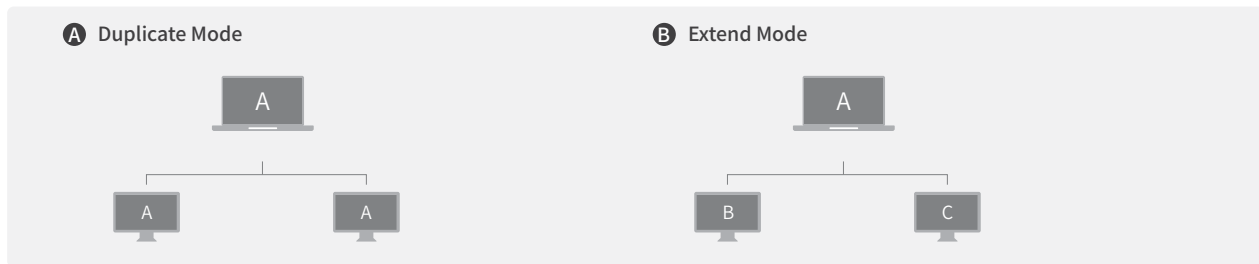 A Duplicate Mode
B Extend Mode
A
A
A A
B C